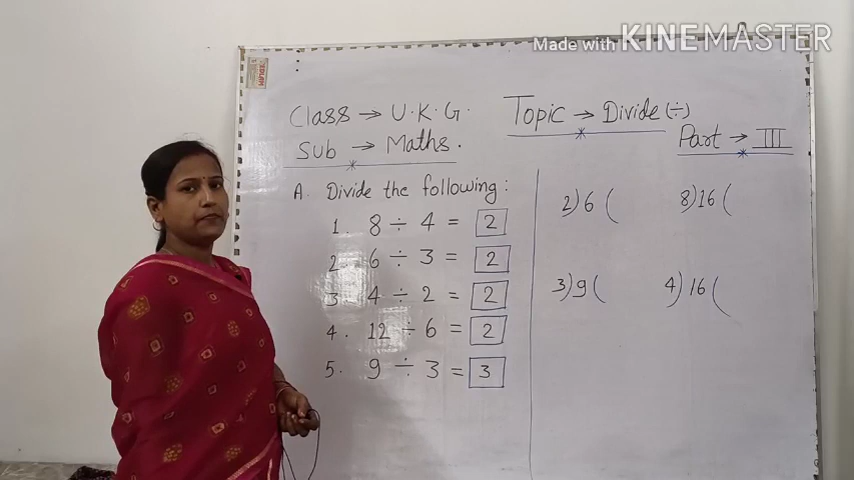 Made with KINEMASTER
Class → U.K.G.
Sub → Maths.
Topic → Divide (÷)
Part → III
A. Divide the following:
1. 8 ÷ 4 = 2
2. 6 ÷ 3 = 2
3. 4 ÷ 2 = 2
4. 12 ÷ 6 = 2
5. 9 ÷ 3 = 3
2)6( 8)16(
3)9( 4)16(